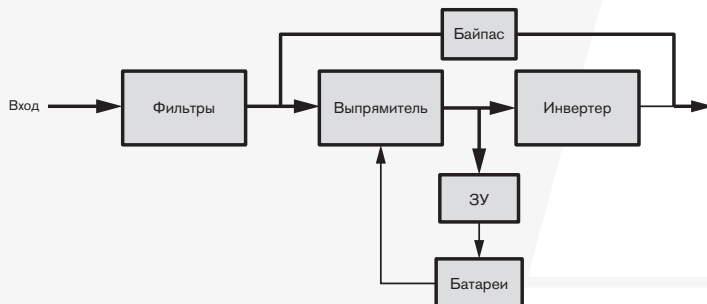 Байпас
Вход
Фильтры
Выпрямитель
Инвертер
ЗУ
Батареи